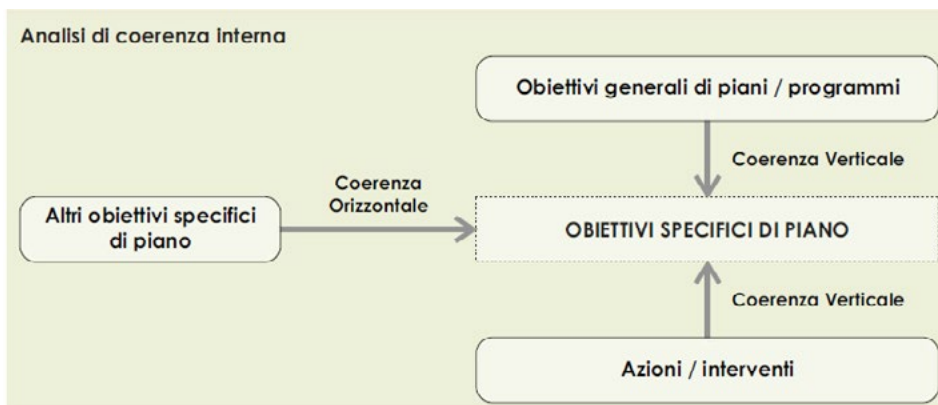 Analisi di coerenza interna
Obiettivi generali di piani / programmi
Coerenza Verticale
Coerenza
Orizzontale
Altri obiettivi specifici
di piano
OBIETTIVI SPECIFICI DI PIANO
Coerenza Verticale
Azioni / interventi